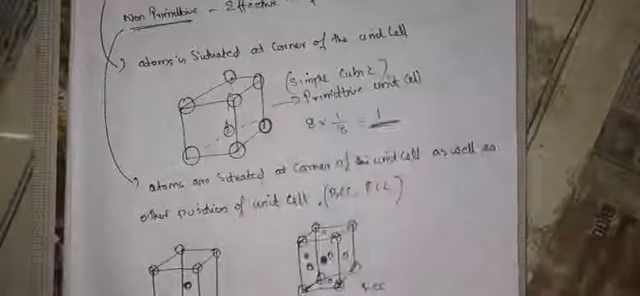 Non Primitive - Effective
atoms is situated at corner of the unit cell
(Simple Cubic)
→ Primitive unit cell
8 × 1/8 = 1
atoms are situated at corner of unit cell as well as
other position of unit cell. (BCC, FCC)